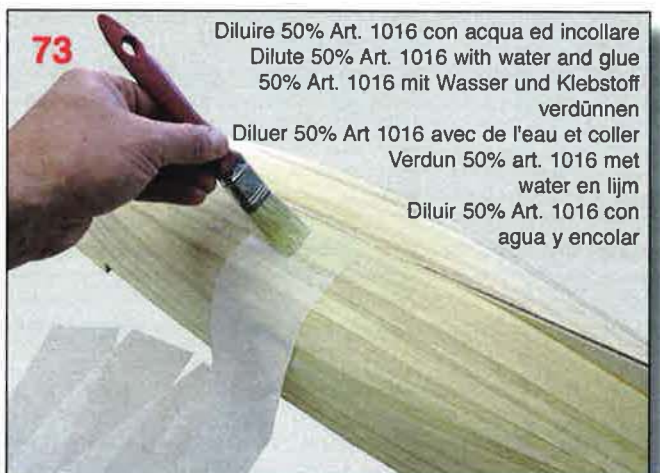 73
Diluire 50% Art. 1016 con acqua ed incollare
Dilute 50% Art. 1016 with water and glue
50% Art. 1016 mit Wasser und Klebstoff
verdünnen
Diluer 50% Art 1016 avec de l'eau et coller
Verdun 50% art. 1016 met
water en lijm
Diluir 50% Art. 1016 con
agua y encolar